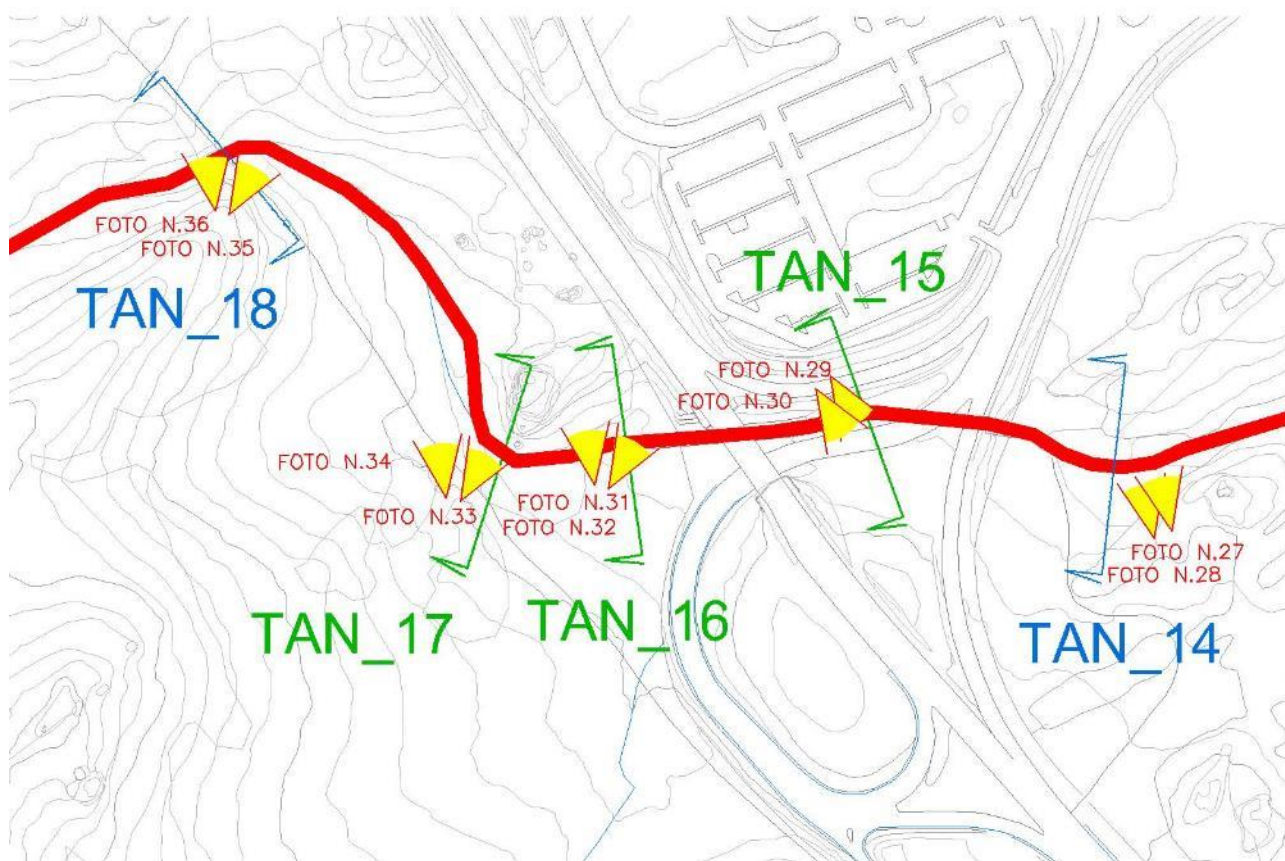 FOTO N.36
FOTO N.35
TAN_18
TAN_15
FOTO N.29
FOTO N.30
FOTO N.34
FOTO N.33
FOTO N.31
FOTO N.32
FOTO N.27
FOTO N.28
TAN_17
TAN_16
TAN_14